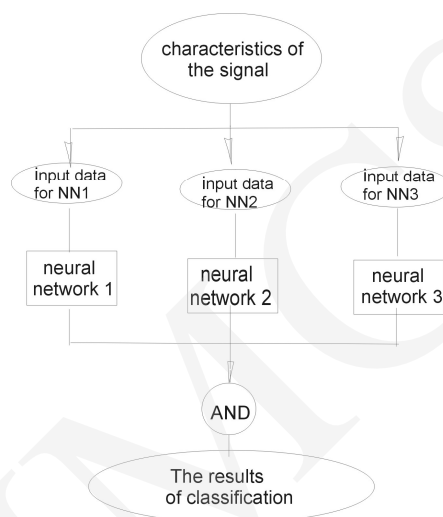 characteristics of
the signal
input data
for NN1
input data
for NN2
input data
for NN3
neural
network 1
neural
network 2
neural
network 3
AND
The results
of classification